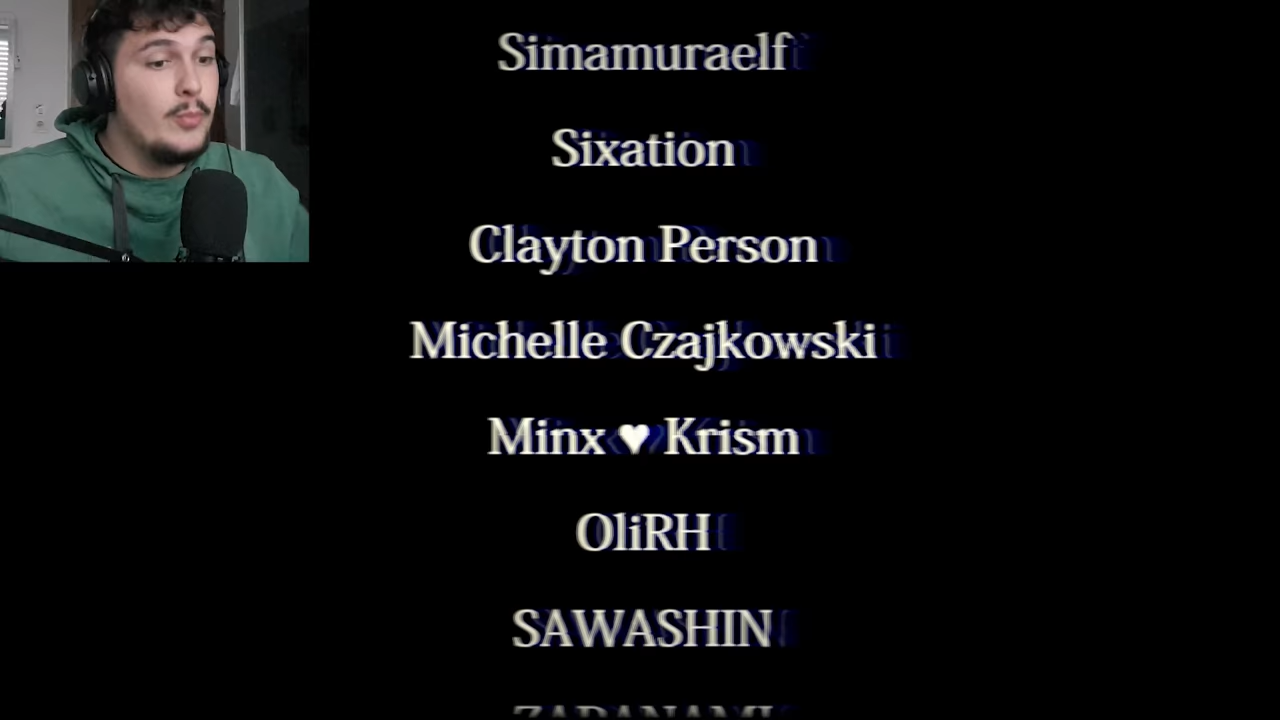 Simamuraelf
Sixation
Clayton Person
Michelle Czajkowski
Minx ♥ Krism
OliRH
SAWASHIN